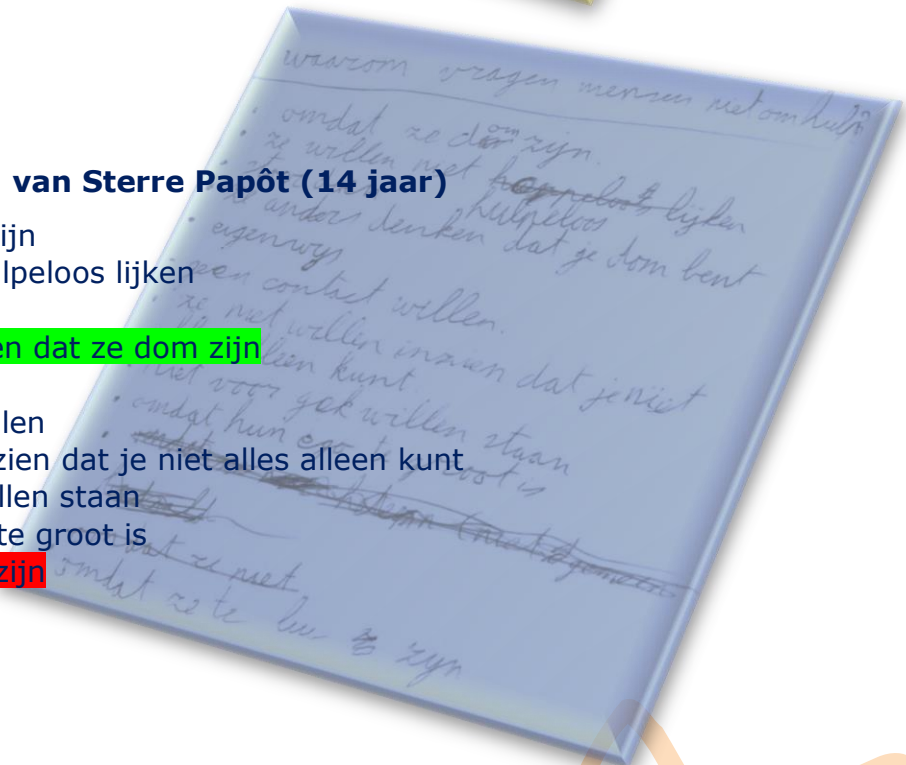 van Sterre Papôt (14 jaar)
ijn
lpeloos lijken
en dat ze dom zijn
len
zien dat je niet alles alleen kunt
llen staan
te groot is
zijn
waarom vragen mensen niet om hulp?
• omdat ze dom zijn.
• ze willen niet hulpeloos lijken
ze anders denken dat je dom bent
• eigenwijs
geen contact willen.
ze niet willen inzien dat je niet
alleen kunt.
niet voor gek willen staan
• omdat hun ego te groot is
omdat ze niet
omdat ze te lui zijn